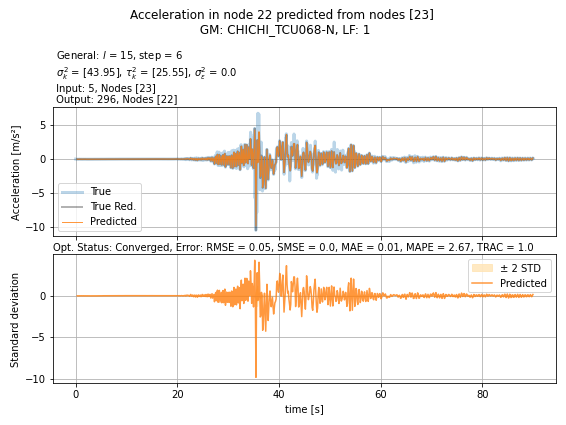 Acceleration in node 22 predicted from nodes [23]
GM: CHICHI_TCU068-N, LF: 1
General: l = 15, step = 6
σ²ₖ = [43.95], τ²ₖ = [25.55], σ²ε = 0.0
Input: 5, Nodes [23]
Output: 296, Nodes [22]
Acceleration [m/s²]
5
0
−5
−10
True
True Red.
Predicted
Opt. Status: Converged, Error: RMSE = 0.05, SMSE = 0.0, MAE = 0.01, MAPE = 2.67, TRAC = 1.0
Standard deviation
0
−5
−10
± 2 STD
Predicted
0 20 40 60 80
time [s]